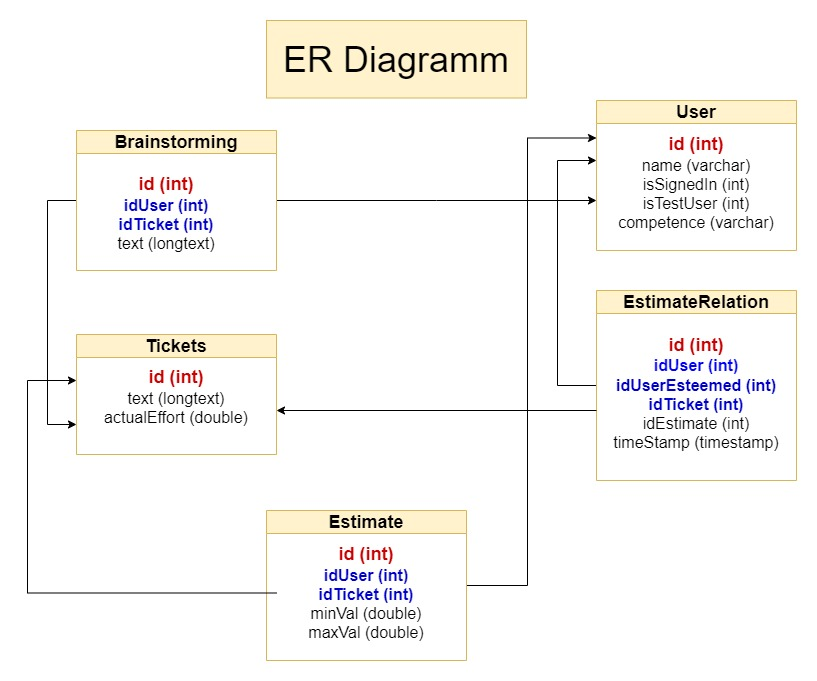 ER Diagramm
User
id (int)
name (varchar)
isSignedIn (int)
isTestUser (int)
competence (varchar)
Brainstorming
id (int)
idUser (int)
idTicket (int)
text (longtext)
EstimateRelation
id (int)
idUser (int)
idUserEsteemed (int)
idTicket (int)
idEstimate (int)
timeStamp (timestamp)
Tickets
id (int)
text (longtext)
actualEffort (double)
Estimate
id (int)
idUser (int)
idTicket (int)
minVal (double)
maxVal (double)